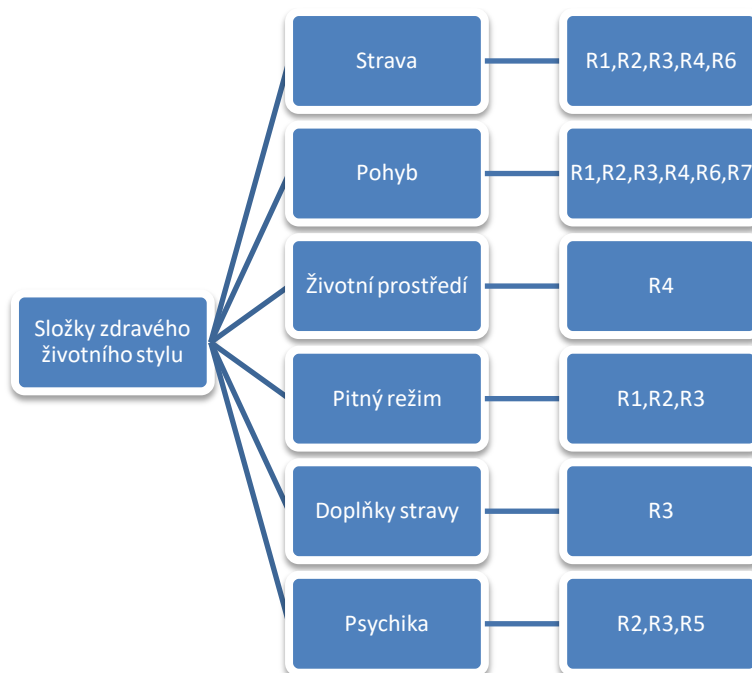 Složky zdravého
životního stylu
Strava
R1,R2,R3,R4,R6
Pohyb
R1,R2,R3,R4,R6,R7
Životní prostředí
R4
Pitný režim
R1,R2,R3
Doplňky stravy
R3
Psychika
R2,R3,R5